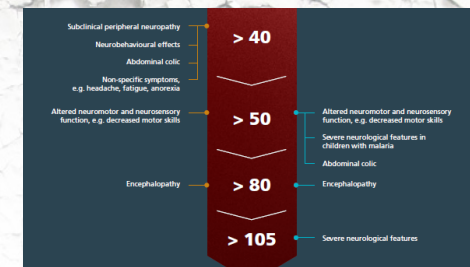 Subclinical peripheral neuropathy
Neurobehavioural effects
Abdominal colic
Non-specific symptoms,
e.g. headache, fatigue, anorexia
> 40
Altered neuromotor and neurosensory
function, e.g. decreased motor skills
> 50
Altered neuromotor and neurosensory
function, e.g. decreased motor skills
Severe neurological features in
children with malaria
Abdominal colic
Encephalopathy
> 80
Encephalopathy
> 105
Severe neurological features